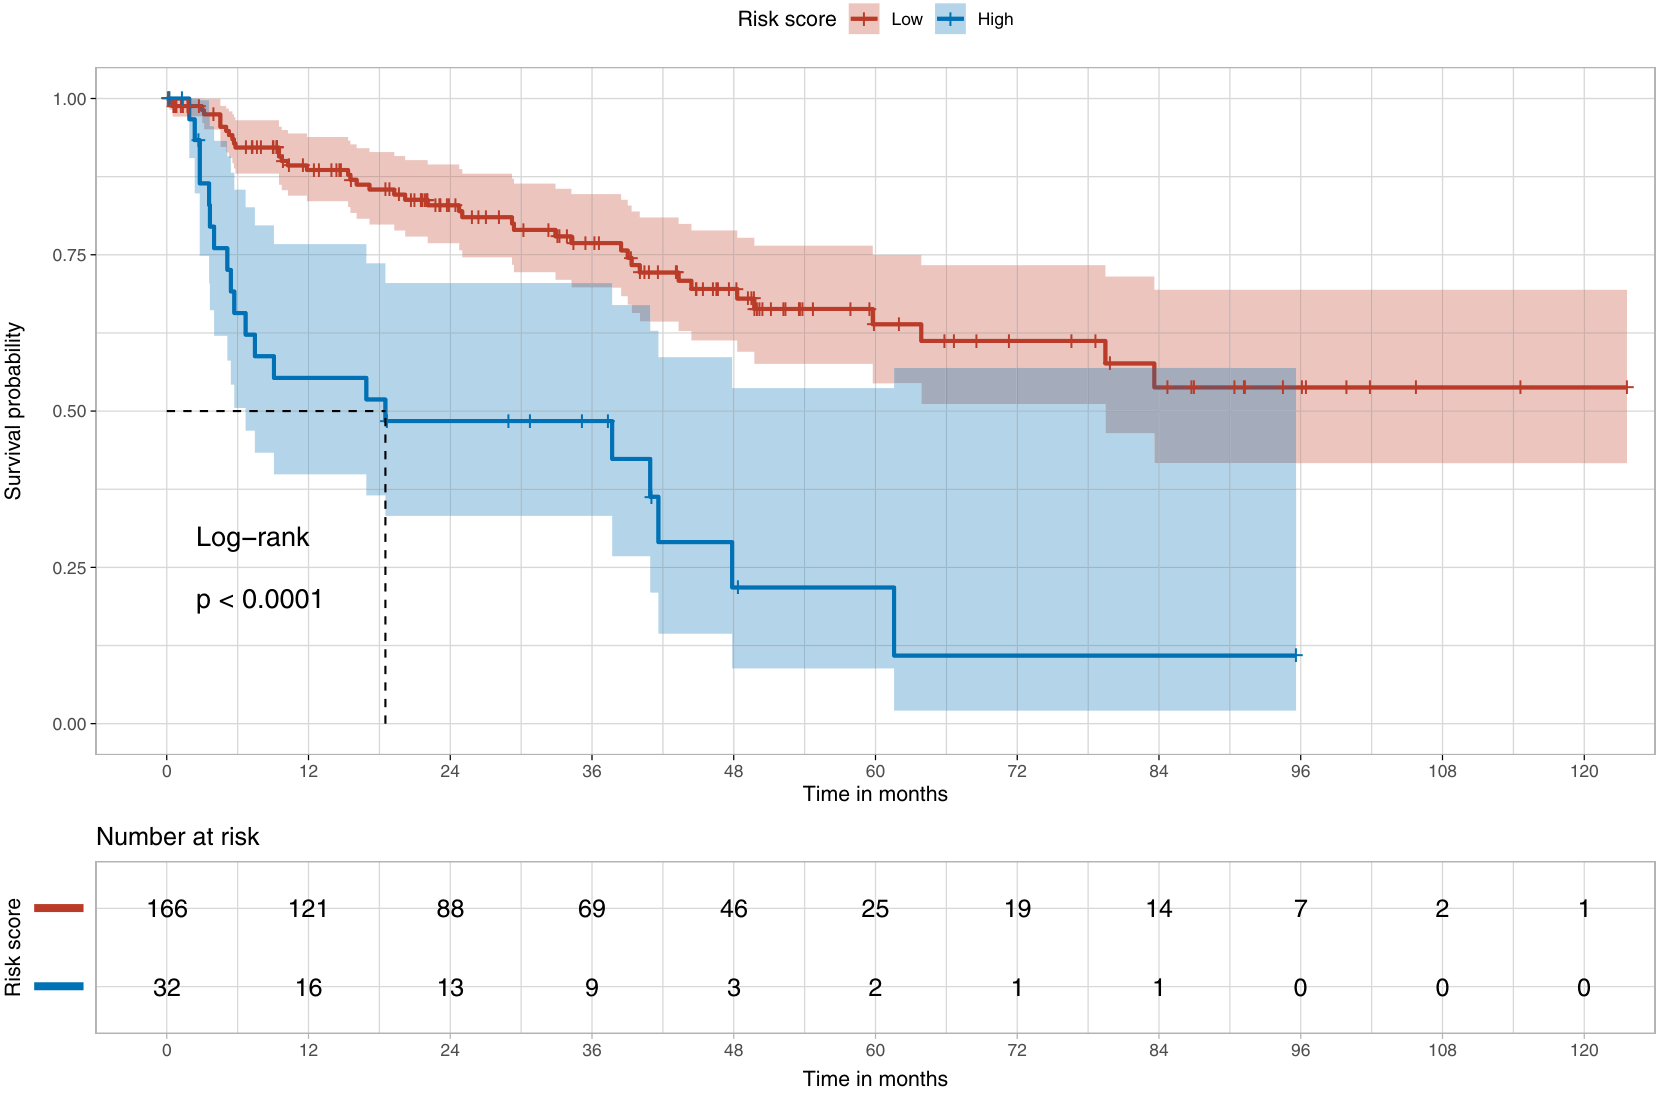 Risk score Low High
1.00
0.75
0.50
0.25
0.00
Survival probability
Log−rank
p < 0.0001
0 12 24 36 48 60 72 84 96 108 120
Time in months
Number at risk
Risk score
166 121 88 69 46 25 19 14 7 2 1
32 16 13 9 3 2 1 1 0 0 0
0 12 24 36 48 60 72 84 96 108 120
Time in months